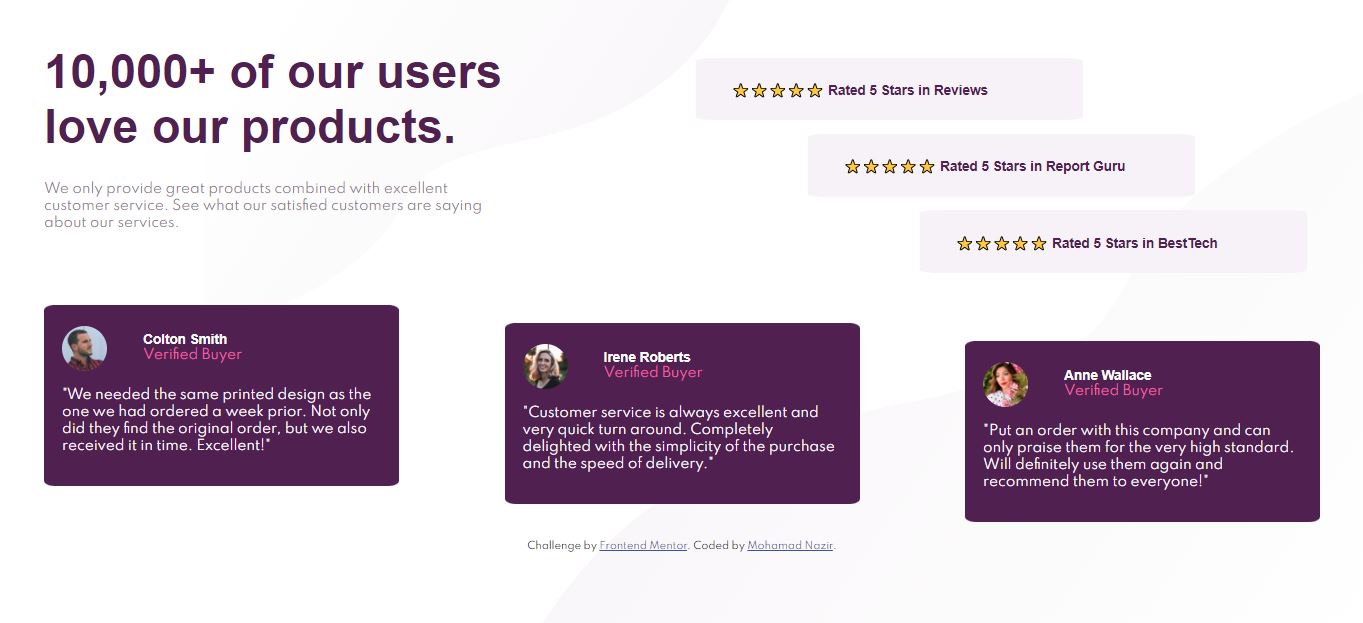 10,000+ of our users
love our products.
We only provide great products combined with excellent
customer service. See what our satisfied customers are saying
about our services.
Rated 5 Stars in Reviews
Rated 5 Stars in Report Guru
Rated 5 Stars in BestTech
Colton Smith
Verified Buyer
"We needed the same printed design as the
one we had ordered a week prior. Not only
did they find the original order, but we also
received it in time. Excellent!"
Irene Roberts
Verified Buyer
"Customer service is always excellent and
very quick turn around. Completely
delighted with the simplicity of the purchase
and the speed of delivery."
Anne Wallace
Verified Buyer
"Put an order with this company and can
only praise them for the very high standard.
Will definitely use them again and
recommend them to everyone!"
Challenge by Frontend Mentor. Coded by Mohamad Nazir.